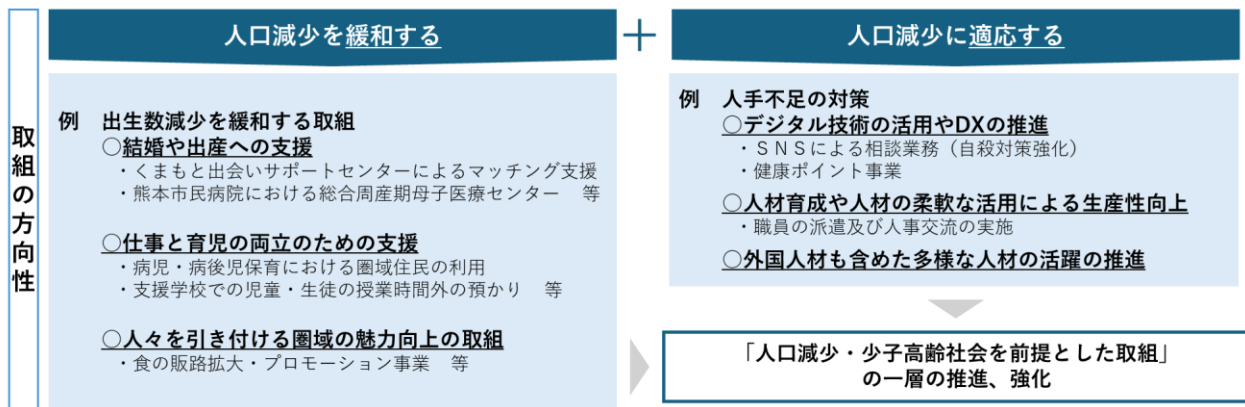 取組の方向性
人口減少を緩和する
例 出生数減少を緩和する取組
○結婚や出産への支援
・くまもと出会いサポートセンターによるマッチング支援
・熊本市民病院における総合周産期母子医療センター 等
○仕事と育児の両立のための支援
・病児・病後児保育における圏域住民の利用
・支援学校での児童・生徒の授業時間外の預かり 等
○人々を引き付ける圏域の魅力向上の取組
・食の販路拡大・プロモーション事業 等
+
人口減少に適応する
例 人手不足の対策
○デジタル技術の活用やDXの推進
・ＳＮＳによる相談業務（自殺対策強化）
・健康ポイント事業
○人材育成や人材の柔軟な活用による生産性向上
・職員の派遣及び人事交流の実施
○外国人材も含めた多様な人材の活躍の推進
「人口減少・少子高齢社会を前提とした取組」
の一層の推進、強化